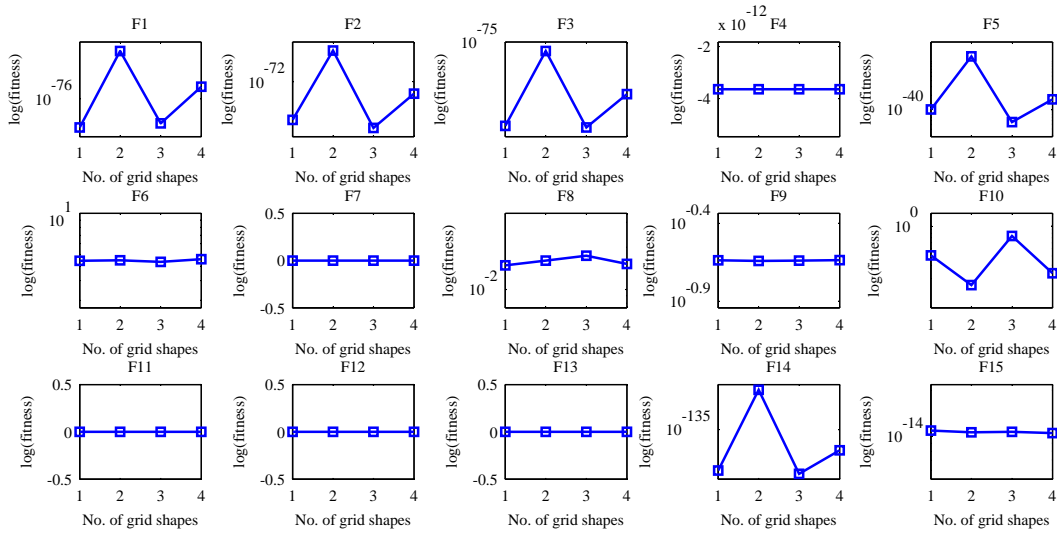 x 10^-12
F1 F2 F3 F4 F5
log(fitness) log(fitness) log(fitness) log(fitness) log(fitness)
10^-76 10^-72 10^-75 -2 -4 10^-40
1 2 3 4 1 2 3 4 1 2 3 4 1 2 3 4 1 2 3 4
No. of grid shapes No. of grid shapes No. of grid shapes No. of grid shapes No. of grid shapes
F6 F7 F8 F9 F10
log(fitness) log(fitness) log(fitness) log(fitness) log(fitness)
10^1 0.5 0 -0.5 10^-2 10^-0.4 10^-0.9 10^0
1 2 3 4 1 2 3 4 1 2 3 4 1 2 3 4 1 2 3 4
No. of grid shapes No. of grid shapes No. of grid shapes No. of grid shapes No. of grid shapes
F11 F12 F13 F14 F15
log(fitness) log(fitness) log(fitness) log(fitness) log(fitness)
0.5 0 -0.5 0.5 0 -0.5 0.5 0 -0.5 10^-135 10^-14
1 2 3 4 1 2 3 4 1 2 3 4 1 2 3 4 1 2 3 4
No. of grid shapes No. of grid shapes No. of grid shapes No. of grid shapes No. of grid shapes